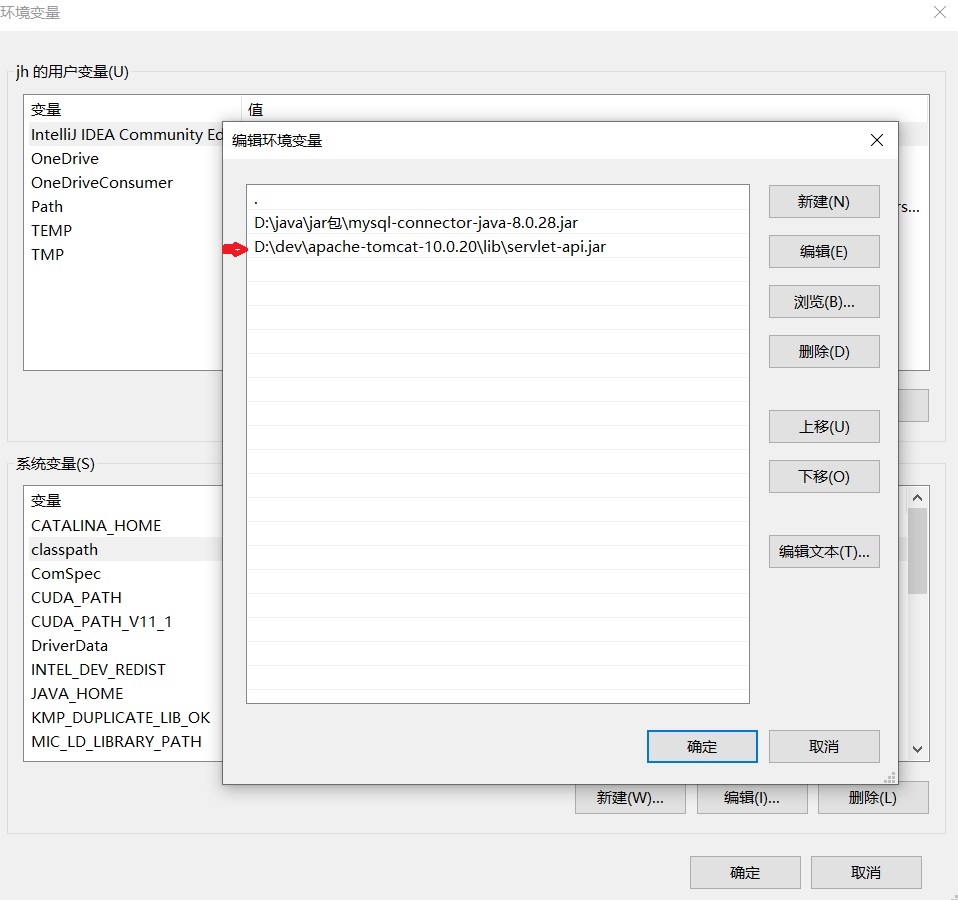 环境变量
jh 的用户变量(U)
变量
值
IntelliJ IDEA Community Ed
OneDrive
OneDriveConsumer
Path
rs...
TEMP
TMP
编辑环境变量
.
D:\java\jar包\mysql-connector-java-8.0.28.jar
D:\dev\apache-tomcat-10.0.20\lib\servlet-api.jar
新建(N)
编辑(E)
浏览(B)...
删除(D)
上移(U)
下移(O)
编辑文本(T)...
确定
取消
系统变量(S)
变量
CATALINA_HOME
classpath
ComSpec
CUDA_PATH
CUDA_PATH_V11_1
DriverData
INTEL_DEV_REDIST
JAVA_HOME
KMP_DUPLICATE_LIB_OK
MIC_LD_LIBRARY_PATH
新建(W)...
编辑(I)...
删除(L)
确定
取消